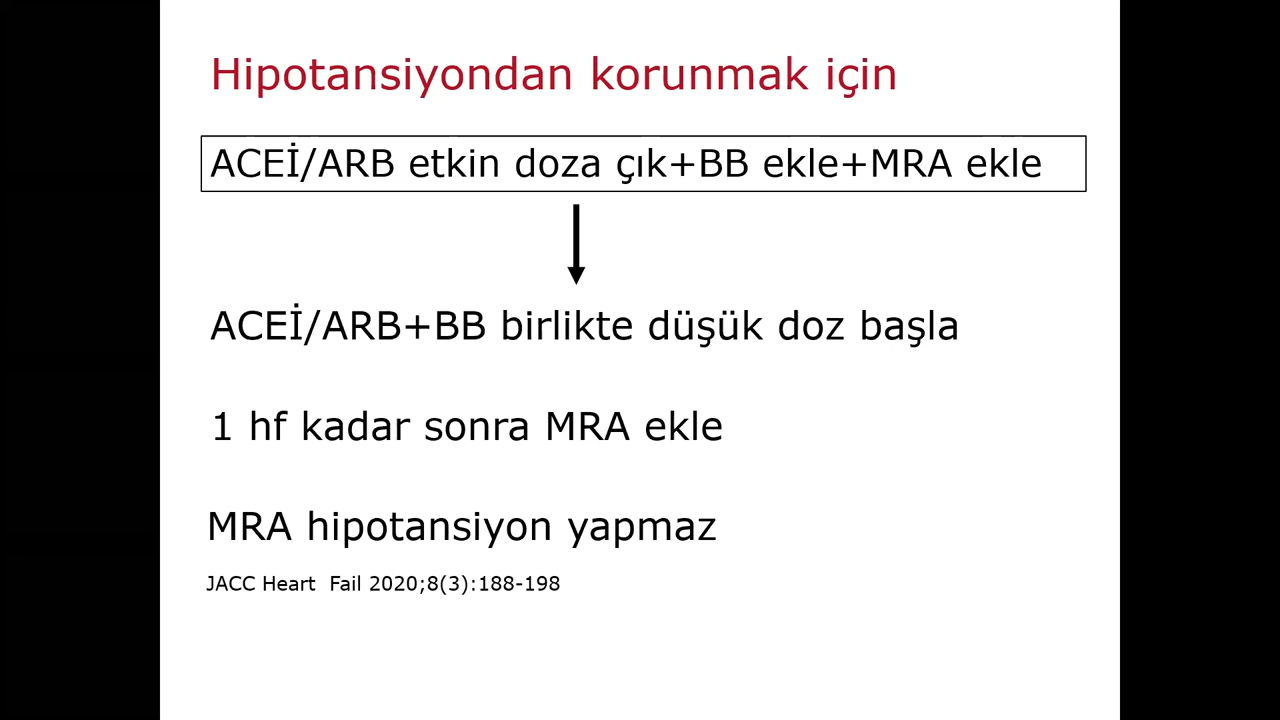 Hipotansiyondan korunmak için
ACEİ/ARB etkin doza çık+BB ekle+MRA ekle
ACEİ/ARB+BB birlikte düşük doz başla
1 hf kadar sonra MRA ekle
MRA hipotansiyon yapmaz
JACC Heart  Fail 2020;8(3):188-198